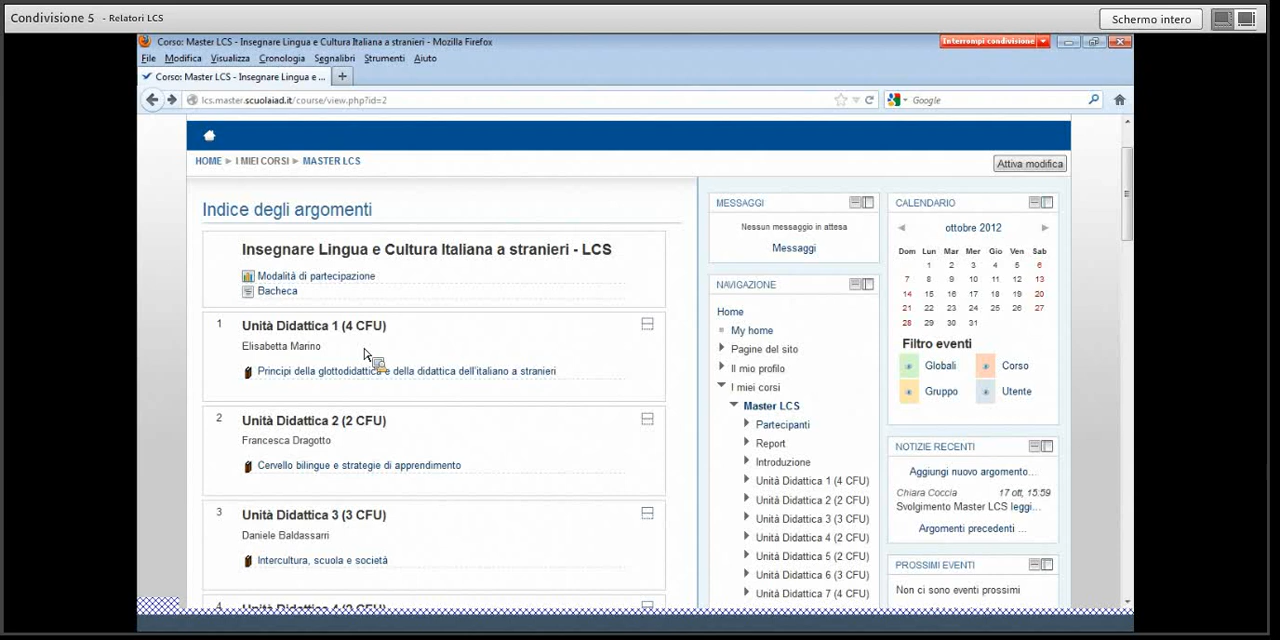 Condivisione 5 - Relatori LCS
Schermo intero
Corso: Master LCS - Insegnare Lingua e Cultura Italiana a stranieri - Mozilla Firefox
Interrompi condivisione
File Modifica Visualizza Cronologia Segnalibri Strumenti Aiuto
Corso: Master LCS - Insegnare Lingua e ...
lcs.master.scuolaiad.it/course/view.php?id=2
Google
HOME ► I MIEI CORSI ► MASTER LCS
Attiva modifica
Indice degli argomenti
Insegnare Lingua e Cultura Italiana a stranieri - LCS
Modalità di partecipazione
Bacheca
1 Unità Didattica 1 (4 CFU)
Elisabetta Marino
Principi della glottodidattica e della didattica dell'italiano a stranieri
2 Unità Didattica 2 (2 CFU)
Francesca Dragotto
Cervello bilingue e strategie di apprendimento
3 Unità Didattica 3 (3 CFU)
Daniele Baldassarri
Intercultura, scuola e società
4 Unità Didattica 4 (2 CFU)
MESSAGGI
Nessun messaggio in attesa
Messaggi
NAVIGAZIONE
Home
My home
Pagine del sito
Il mio profilo
I miei corsi
Master LCS
Partecipanti
Report
Introduzione
Unità Didattica 1 (4 CFU)
Unità Didattica 2 (2 CFU)
Unità Didattica 3 (3 CFU)
Unità Didattica 4 (2 CFU)
Unità Didattica 5 (2 CFU)
Unità Didattica 6 (3 CFU)
Unità Didattica 7 (4 CFU)
CALENDARIO
◄ ottobre 2012 ►
Dom Lun Mar Mer Gio Ven Sab
1 2 3 4 5 6
7 8 9 10 11 12 13
14 15 16 17 18 19 20
21 22 23 24 25 26 27
28 29 30 31
Filtro eventi
Globali Corso
Gruppo Utente
NOTIZIE RECENTI
Aggiungi nuovo argomento...
Chiara Coccia 17 ott, 15:59
Svolgimento Master LCS leggi...
Argomenti precedenti ...
PROSSIMI EVENTI
Non ci sono eventi prossimi